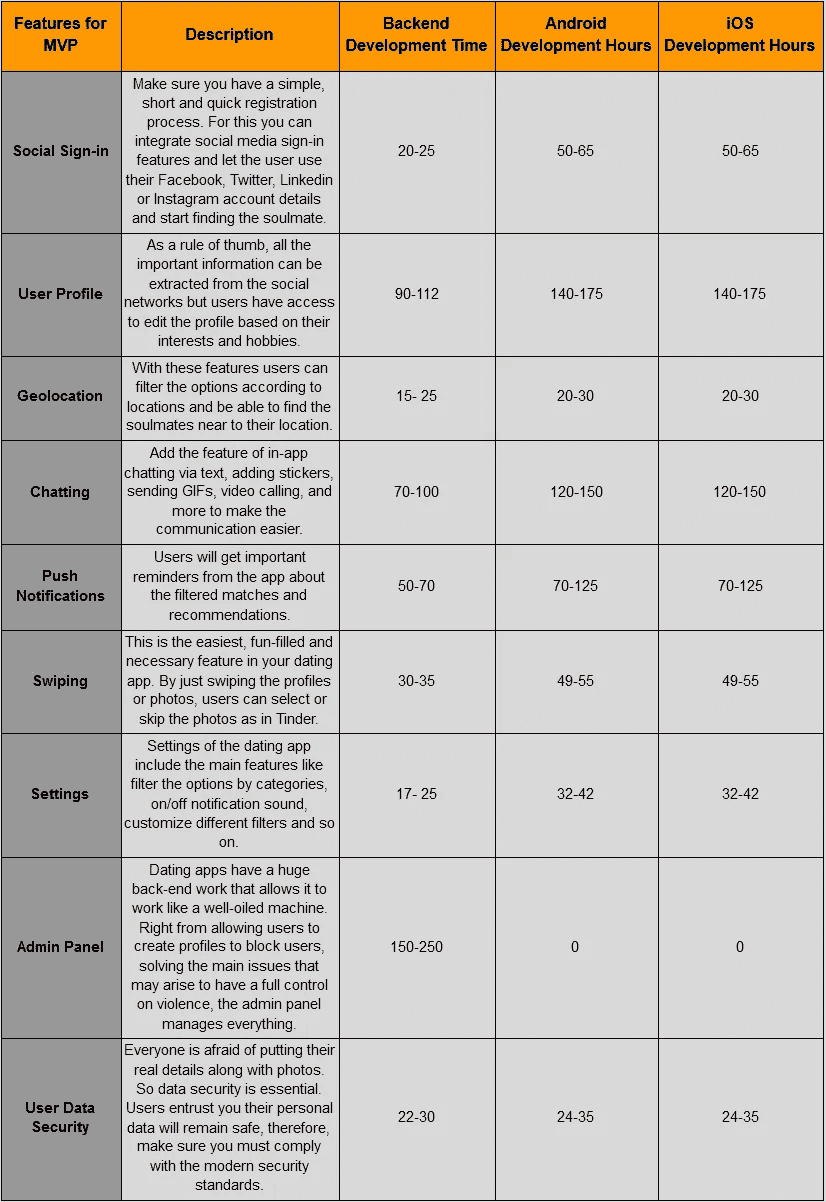 Features for
MVP
Description
Backend
Development Time
Android
Development Hours
iOS
Development Hours
Social Sign-in
Make sure you have a simple,
short and quick registration
process. For this you can
integrate social media sign-in
features and let the user use
their Facebook, Twitter, Linkedin
or Instagram account details
and start finding the soulmate.
20-25
50-65
50-65
User Profile
As a rule of thumb, all the
important information can be
extracted from the social
networks but users have access
to edit the profile based on their
interests and hobbies.
90-112
140-175
140-175
Geolocation
With these features users can
filter the options according to
locations and be able to find the
soulmates near to their location.
15- 25
20-30
20-30
Chatting
Add the feature of in-app
chatting via text, adding stickers,
sending GIFs, video calling, and
more to make the
communication easier.
70-100
120-150
120-150
Push
Notifications
Users will get important
reminders from the app about
the filtered matches and
recommendations.
50-70
70-125
70-125
Swiping
This is the easiest, fun-filled and
necessary feature in your dating
app. By just swiping the profiles
or photos, users can select or
skip the photos as in Tinder.
30-35
49-55
49-55
Settings
Settings of the dating app
include the main features like
filter the options by categories,
on/off notification sound,
customize different filters and so
on.
17- 25
32-42
32-42
Admin Panel
Dating apps have a huge
back-end work that allows it to
work like a well-oiled machine.
Right from allowing users to
create profiles to block users,
solving the main issues that
may arise to have a full control
on violence, the admin panel
manages everything.
150-250
0
0
User Data
Security
Everyone is afraid of putting their
real details along with photos.
So data security is essential.
Users entrust you their personal
data will remain safe, therefore,
make sure you must comply
with the modern security
standards.
22-30
24-35
24-35